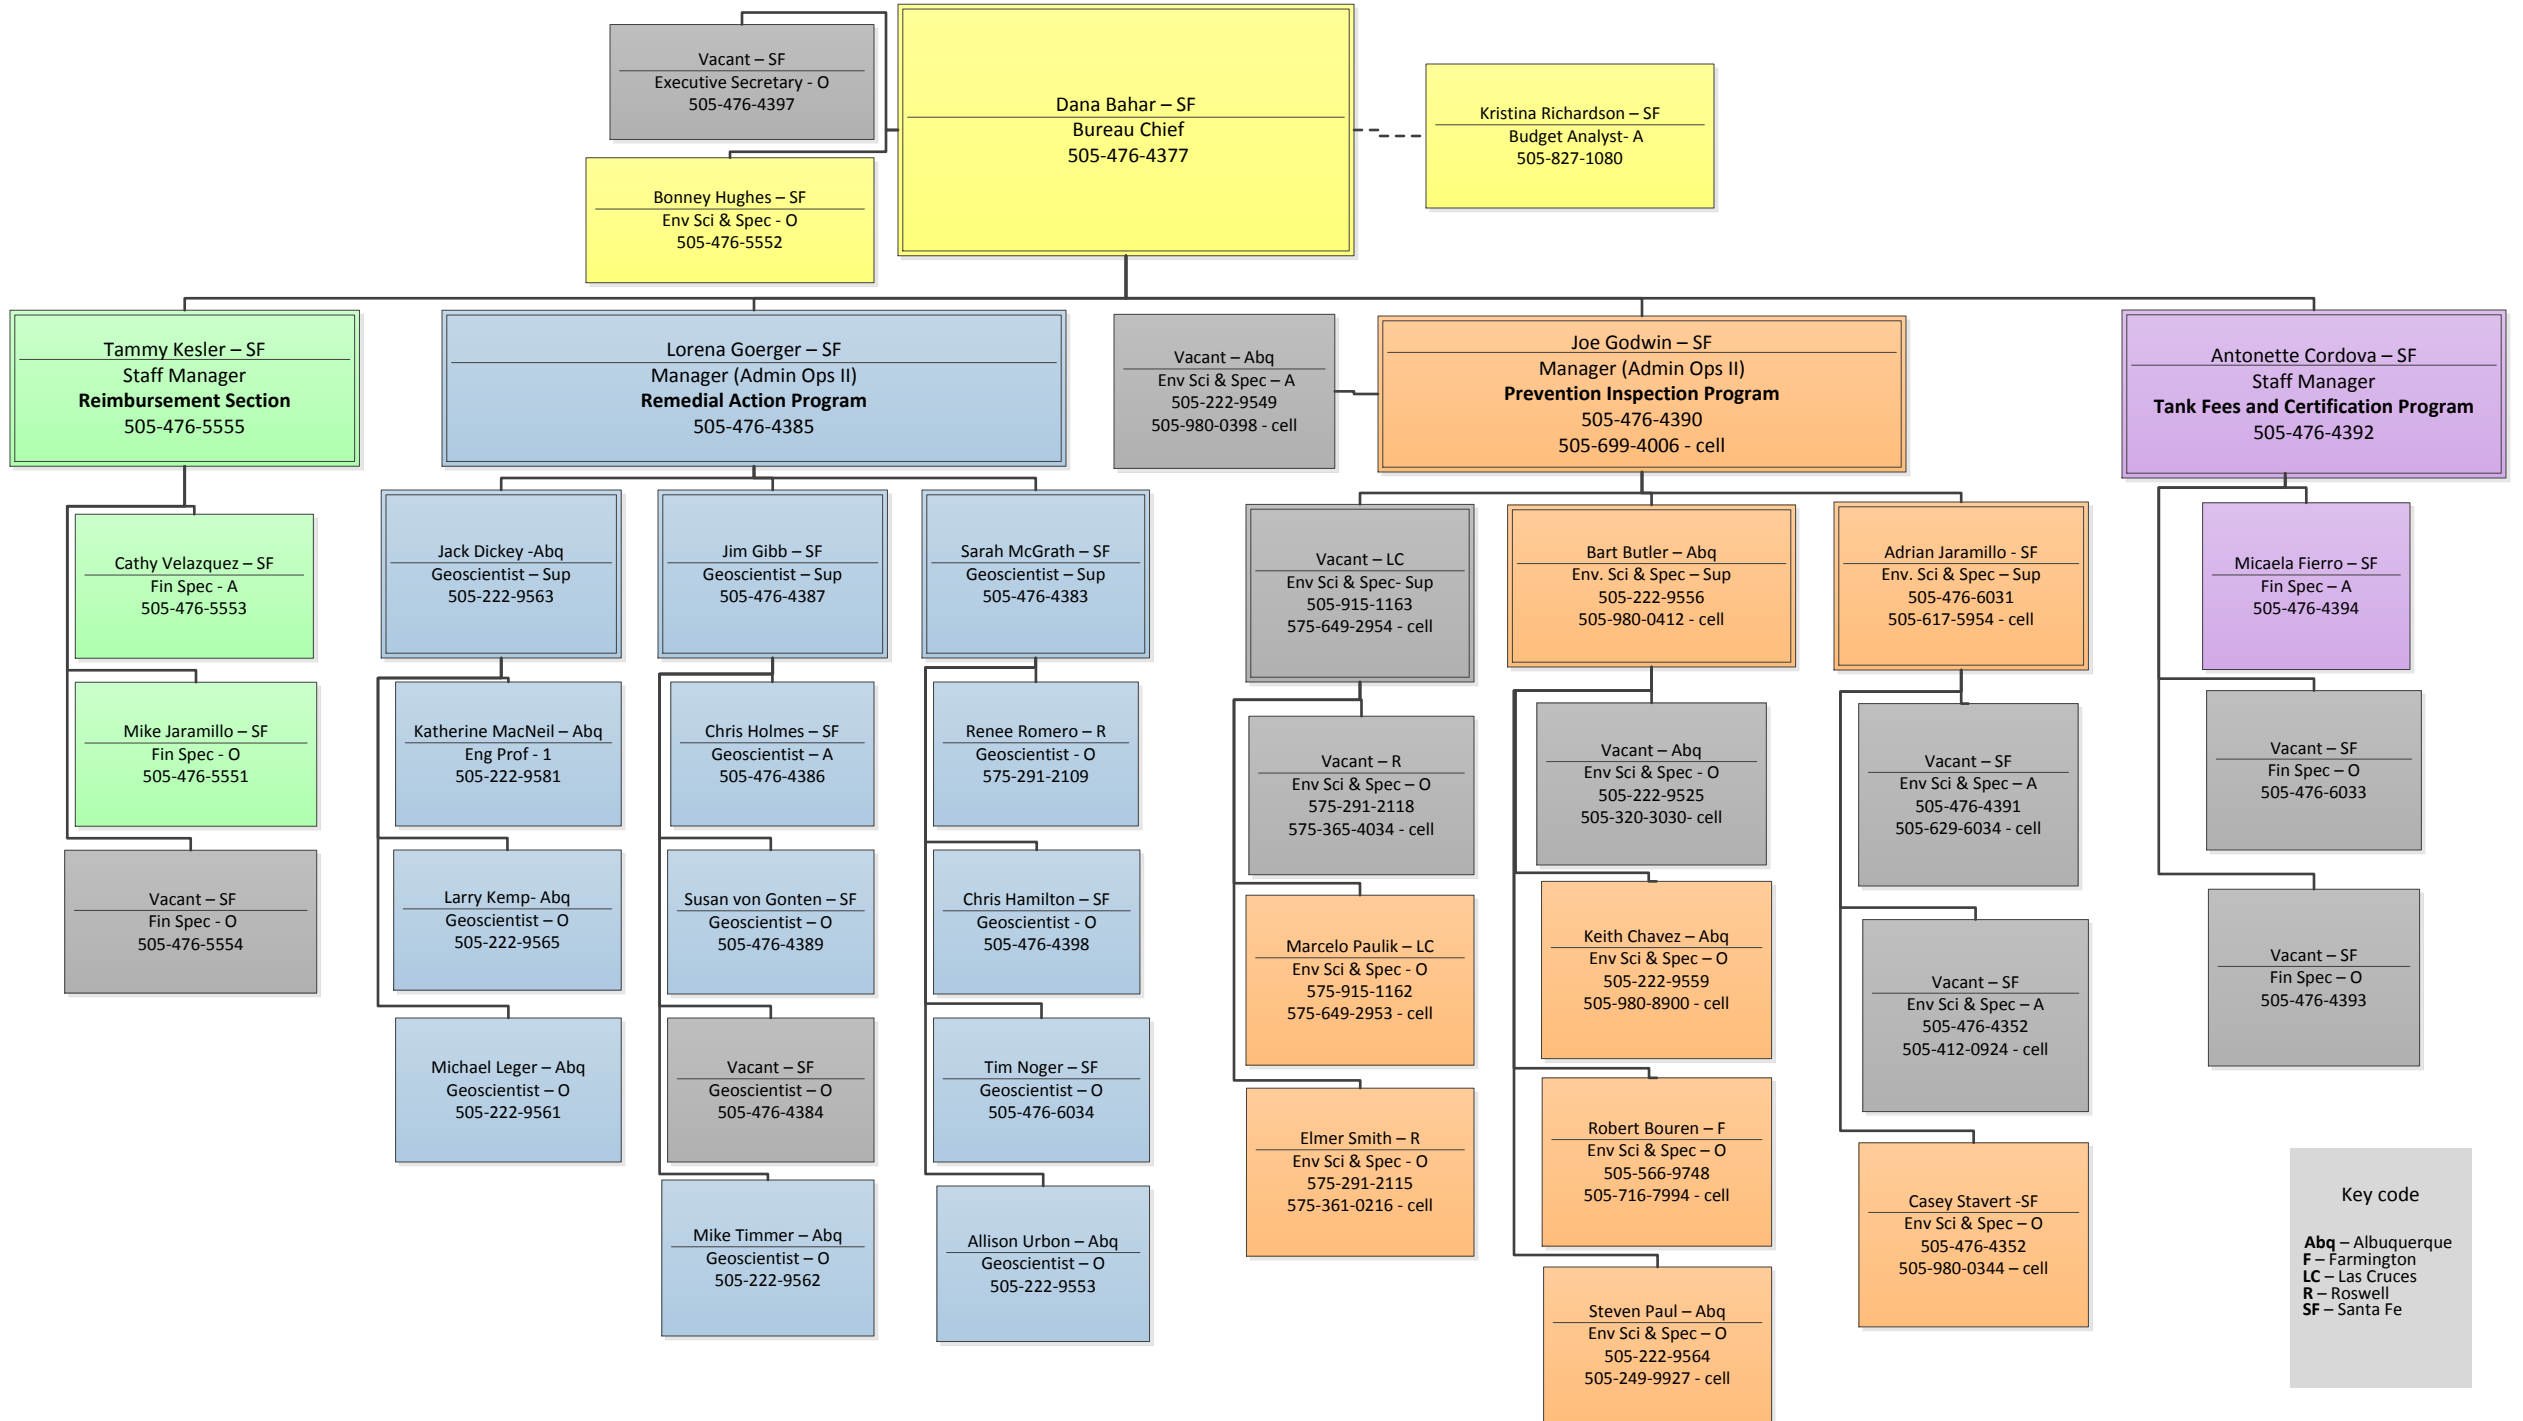 Vacant – SF
Executive Secretary - O
505-476-4397
Dana Bahar – SF
Bureau Chief
505-476-4377
Kristina Richardson – SF
Budget Analyst- A
505-827-1080
Bonney Hughes – SF
Env Sci & Spec - O
505-476-5552
Tammy Kesler – SF
Staff Manager
Reimbursement Section
505-476-5555
Lorena Goerger – SF
Manager (Admin Ops II)
Remedial Action Program
505-476-4385
Vacant – Abq
Env Sci & Spec – A
505-222-9549
505-980-0398 - cell
Joe Godwin – SF
Manager (Admin Ops II)
Prevention Inspection Program
505-476-4390
505-699-4006 - cell
Antonette Cordova – SF
Staff Manager
Tank Fees and Certification Program
505-476-4392
Cathy Velazquez – SF
Fin Spec - A
505-476-5553
Mike Jaramillo – SF
Fin Spec - O
505-476-5551
Vacant – SF
Fin Spec - O
505-476-5554
Jack Dickey -Abq
Geoscientist – Sup
505-222-9563
Katherine MacNeil – Abq
Eng Prof - 1
505-222-9581
Larry Kemp- Abq
Geoscientist – O
505-222-9565
Michael Leger – Abq
Geoscientist – O
505-222-9561
Jim Gibb – SF
Geoscientist – Sup
505-476-4387
Chris Holmes – SF
Geoscientist – A
505-476-4386
Susan von Gonten – SF
Geoscientist – O
505-476-4389
Vacant – SF
Geoscientist – O
505-476-4384
Mike Timmer – Abq
Geoscientist – O
505-222-9562
Sarah McGrath – SF
Geoscientist – Sup
505-476-4383
Renee Romero – R
Geoscientist - O
575-291-2109
Chris Hamilton – SF
Geoscientist - O
505-476-4398
Tim Noger – SF
Geoscientist – O
505-476-6034
Allison Urbon – Abq
Geoscientist – O
505-222-9553
Vacant – LC
Env Sci & Spec- Sup
505-915-1163
575-649-2954 - cell
Vacant – R
Env Sci & Spec – O
575-291-2118
575-365-4034 - cell
Marcelo Paulik – LC
Env Sci & Spec - O
575-915-1162
575-649-2953 - cell
Elmer Smith – R
Env Sci & Spec - O
575-291-2115
575-361-0216 - cell
Bart Butler – Abq
Env. Sci & Spec – Sup
505-222-9556
505-980-0412 - cell
Vacant – Abq
Env Sci & Spec - O
505-222-9525
505-320-3030- cell
Keith Chavez – Abq
Env Sci & Spec – O
505-222-9559
505-980-8900 - cell
Robert Bouren – F
Env Sci & Spec – O
505-566-9748
505-716-7994 - cell
Steven Paul – Abq
Env Sci & Spec – O
505-222-9564
505-249-9927 - cell
Adrian Jaramillo - SF
Env. Sci & Spec – Sup
505-476-6031
505-617-5954 - cell
Vacant – SF
Env Sci & Spec – A
505-476-4391
505-629-6034 - cell
Vacant – SF
Env Sci & Spec – A
505-476-4352
505-412-0924 - cell
Casey Stavert -SF
Env Sci & Spec – O
505-476-4352
505-980-0344 – cell
Micaela Fierro – SF
Fin Spec – A
505-476-4394
Vacant – SF
Fin Spec – O
505-476-6033
Vacant – SF
Fin Spec – O
505-476-4393
Key code
Abq – Albuquerque
F – Farmington
LC – Las Cruces
R – Roswell
SF – Santa Fe